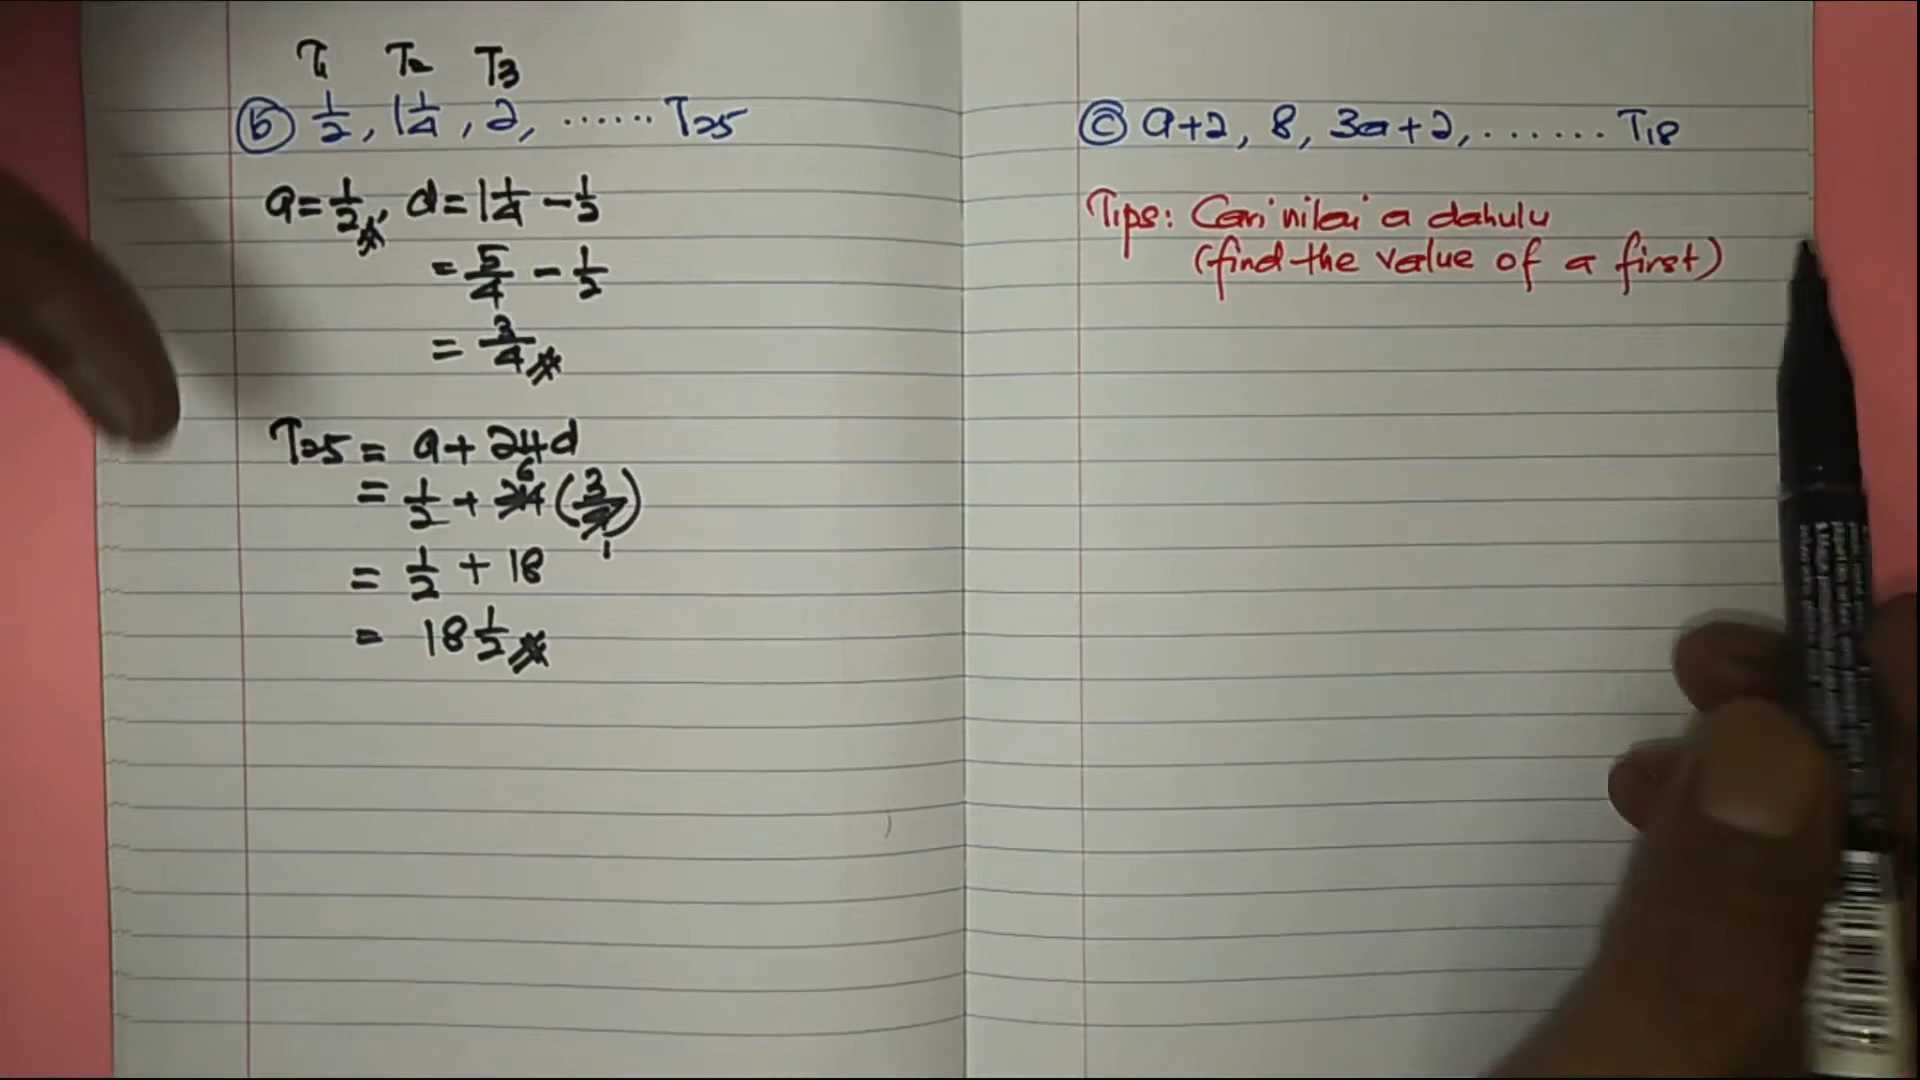 T1 T2 T3
ⓑ 1/2, 1 1/4, 2, ...... T25
a = 1/2, d = 1 1/4 - 1/2
= 5/4 - 1/2
= 3/4
T25 = a + 24d
6
= 1/2 + 24 (3/4)
1
= 1/2 + 18
= 18 1/2
ⓒ a+2, 8, 3a+2, ....... T18
Tips: Cari nilai a dahulu
(find the value of a first)